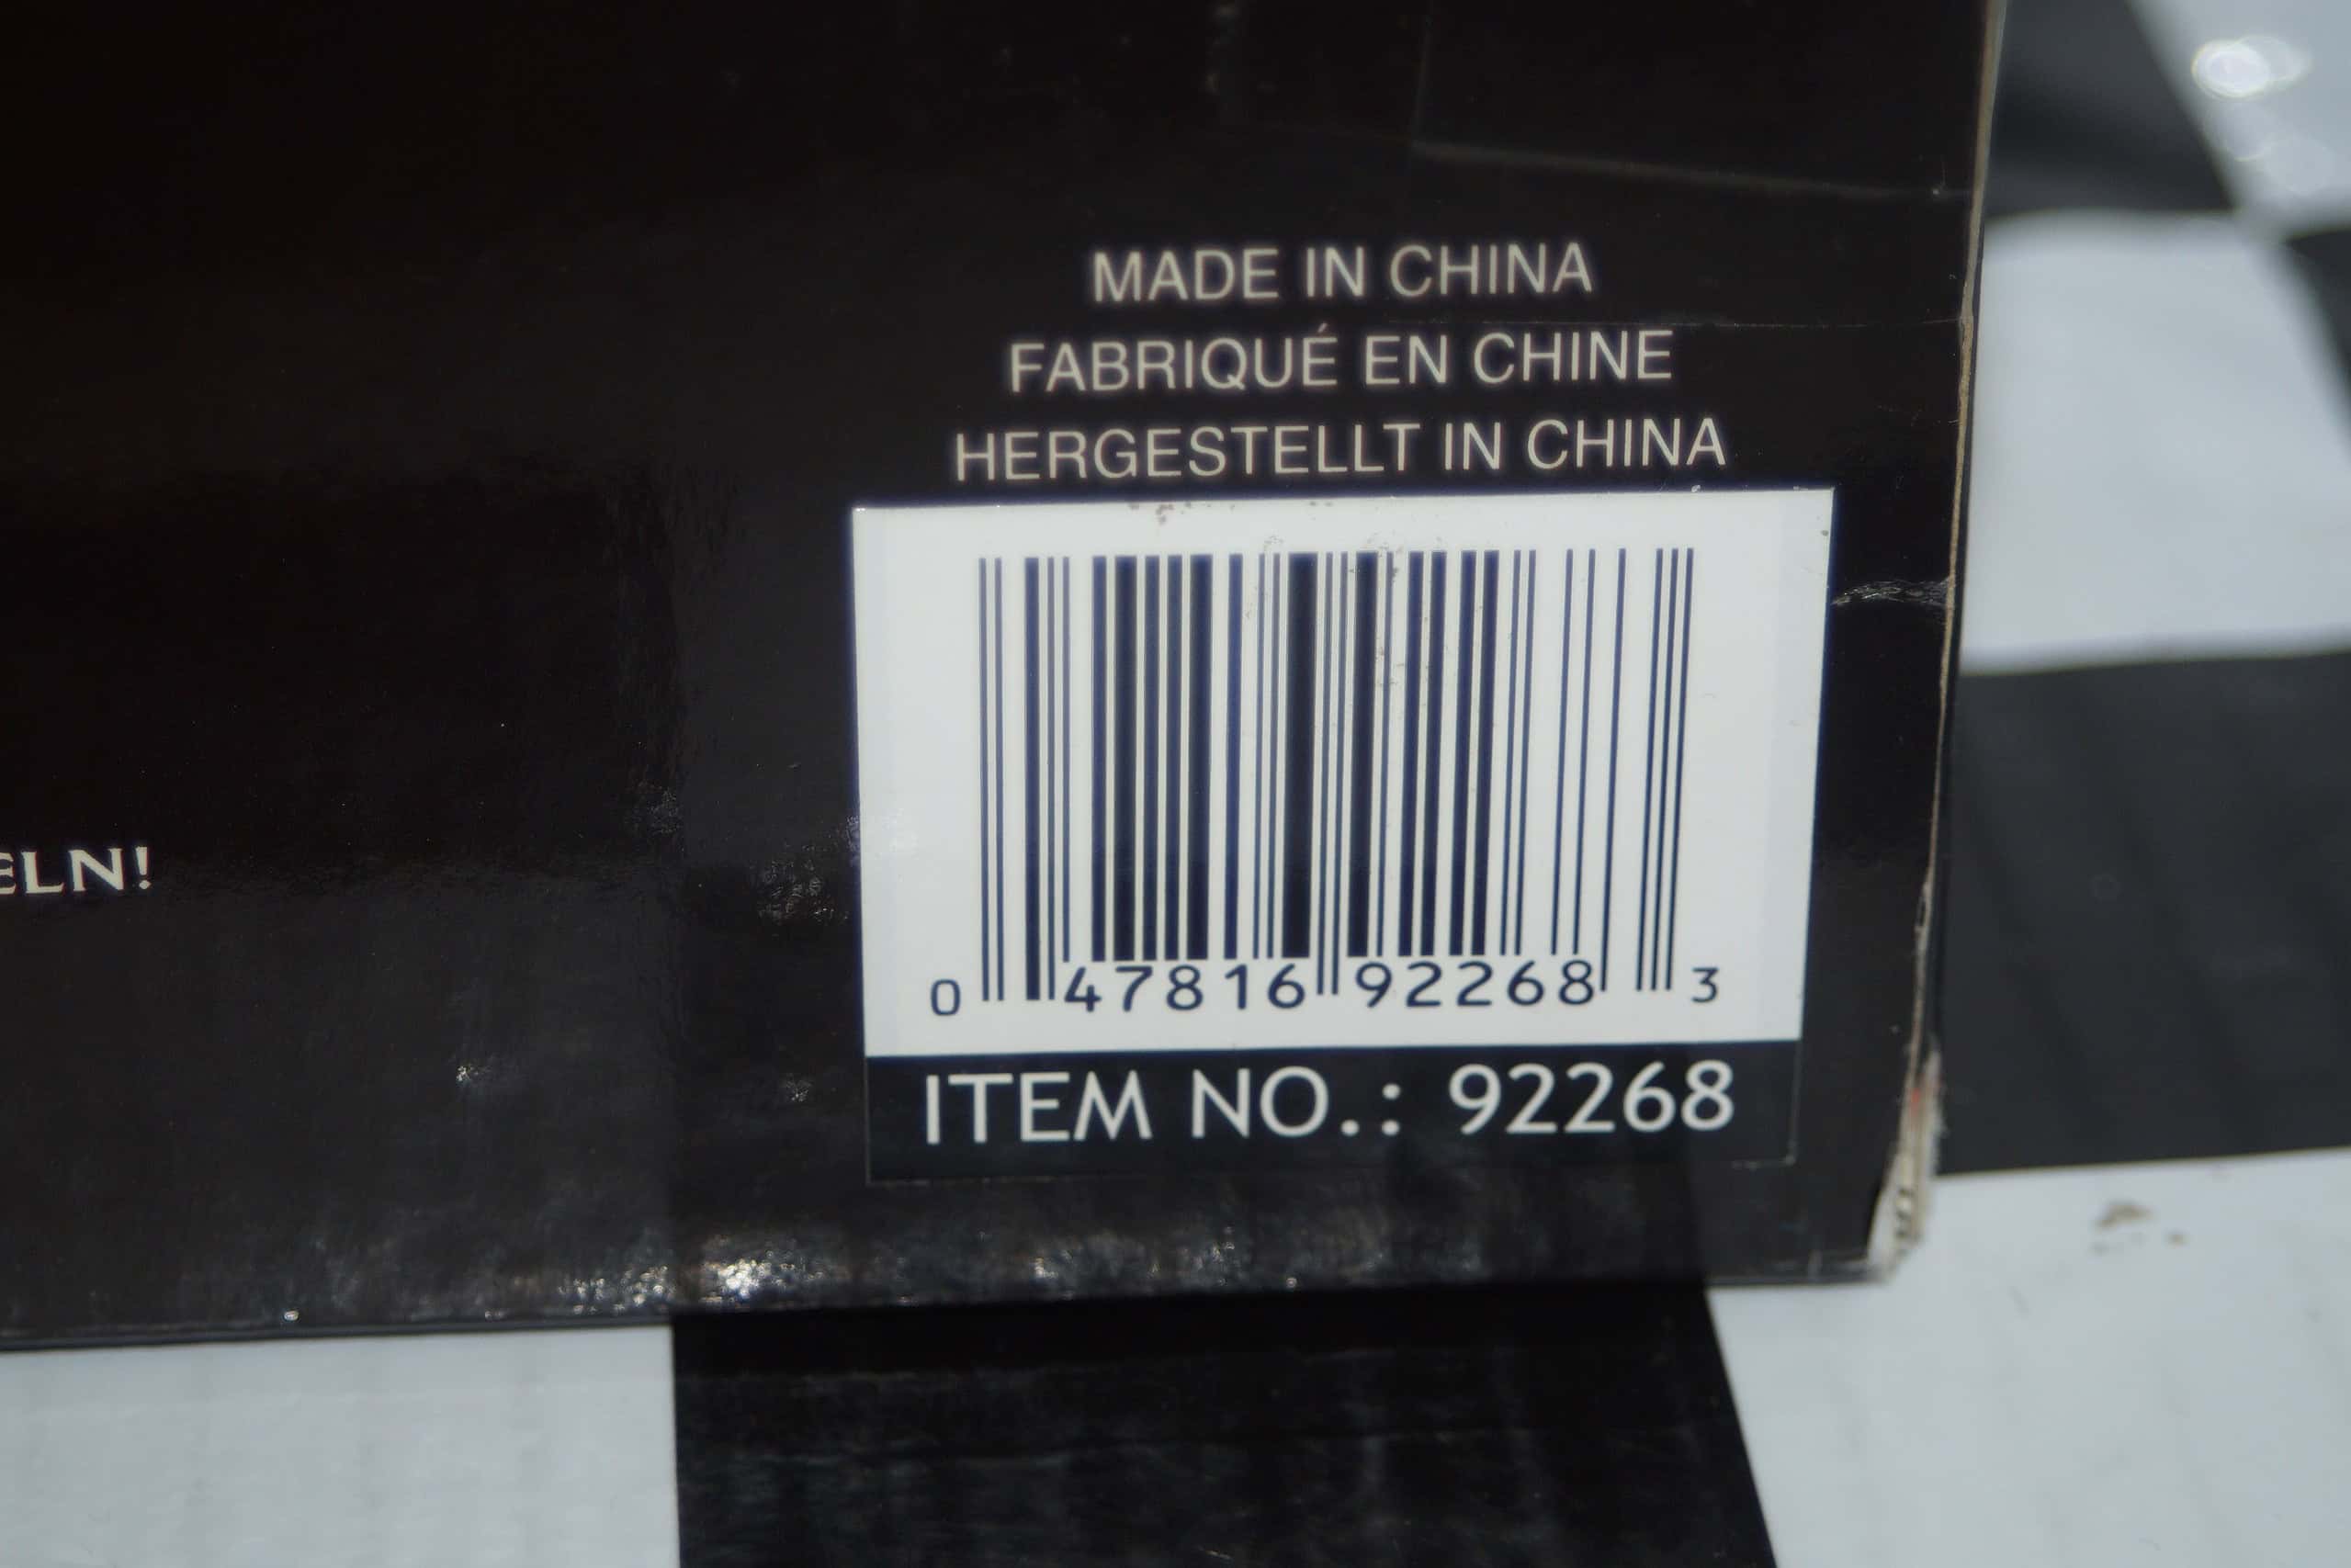 MADE IN CHINA
FABRIQUÉ EN CHINE
HERGESTELLT IN CHINA
ELN!
0 47816 92268 3
ITEM NO.: 92268